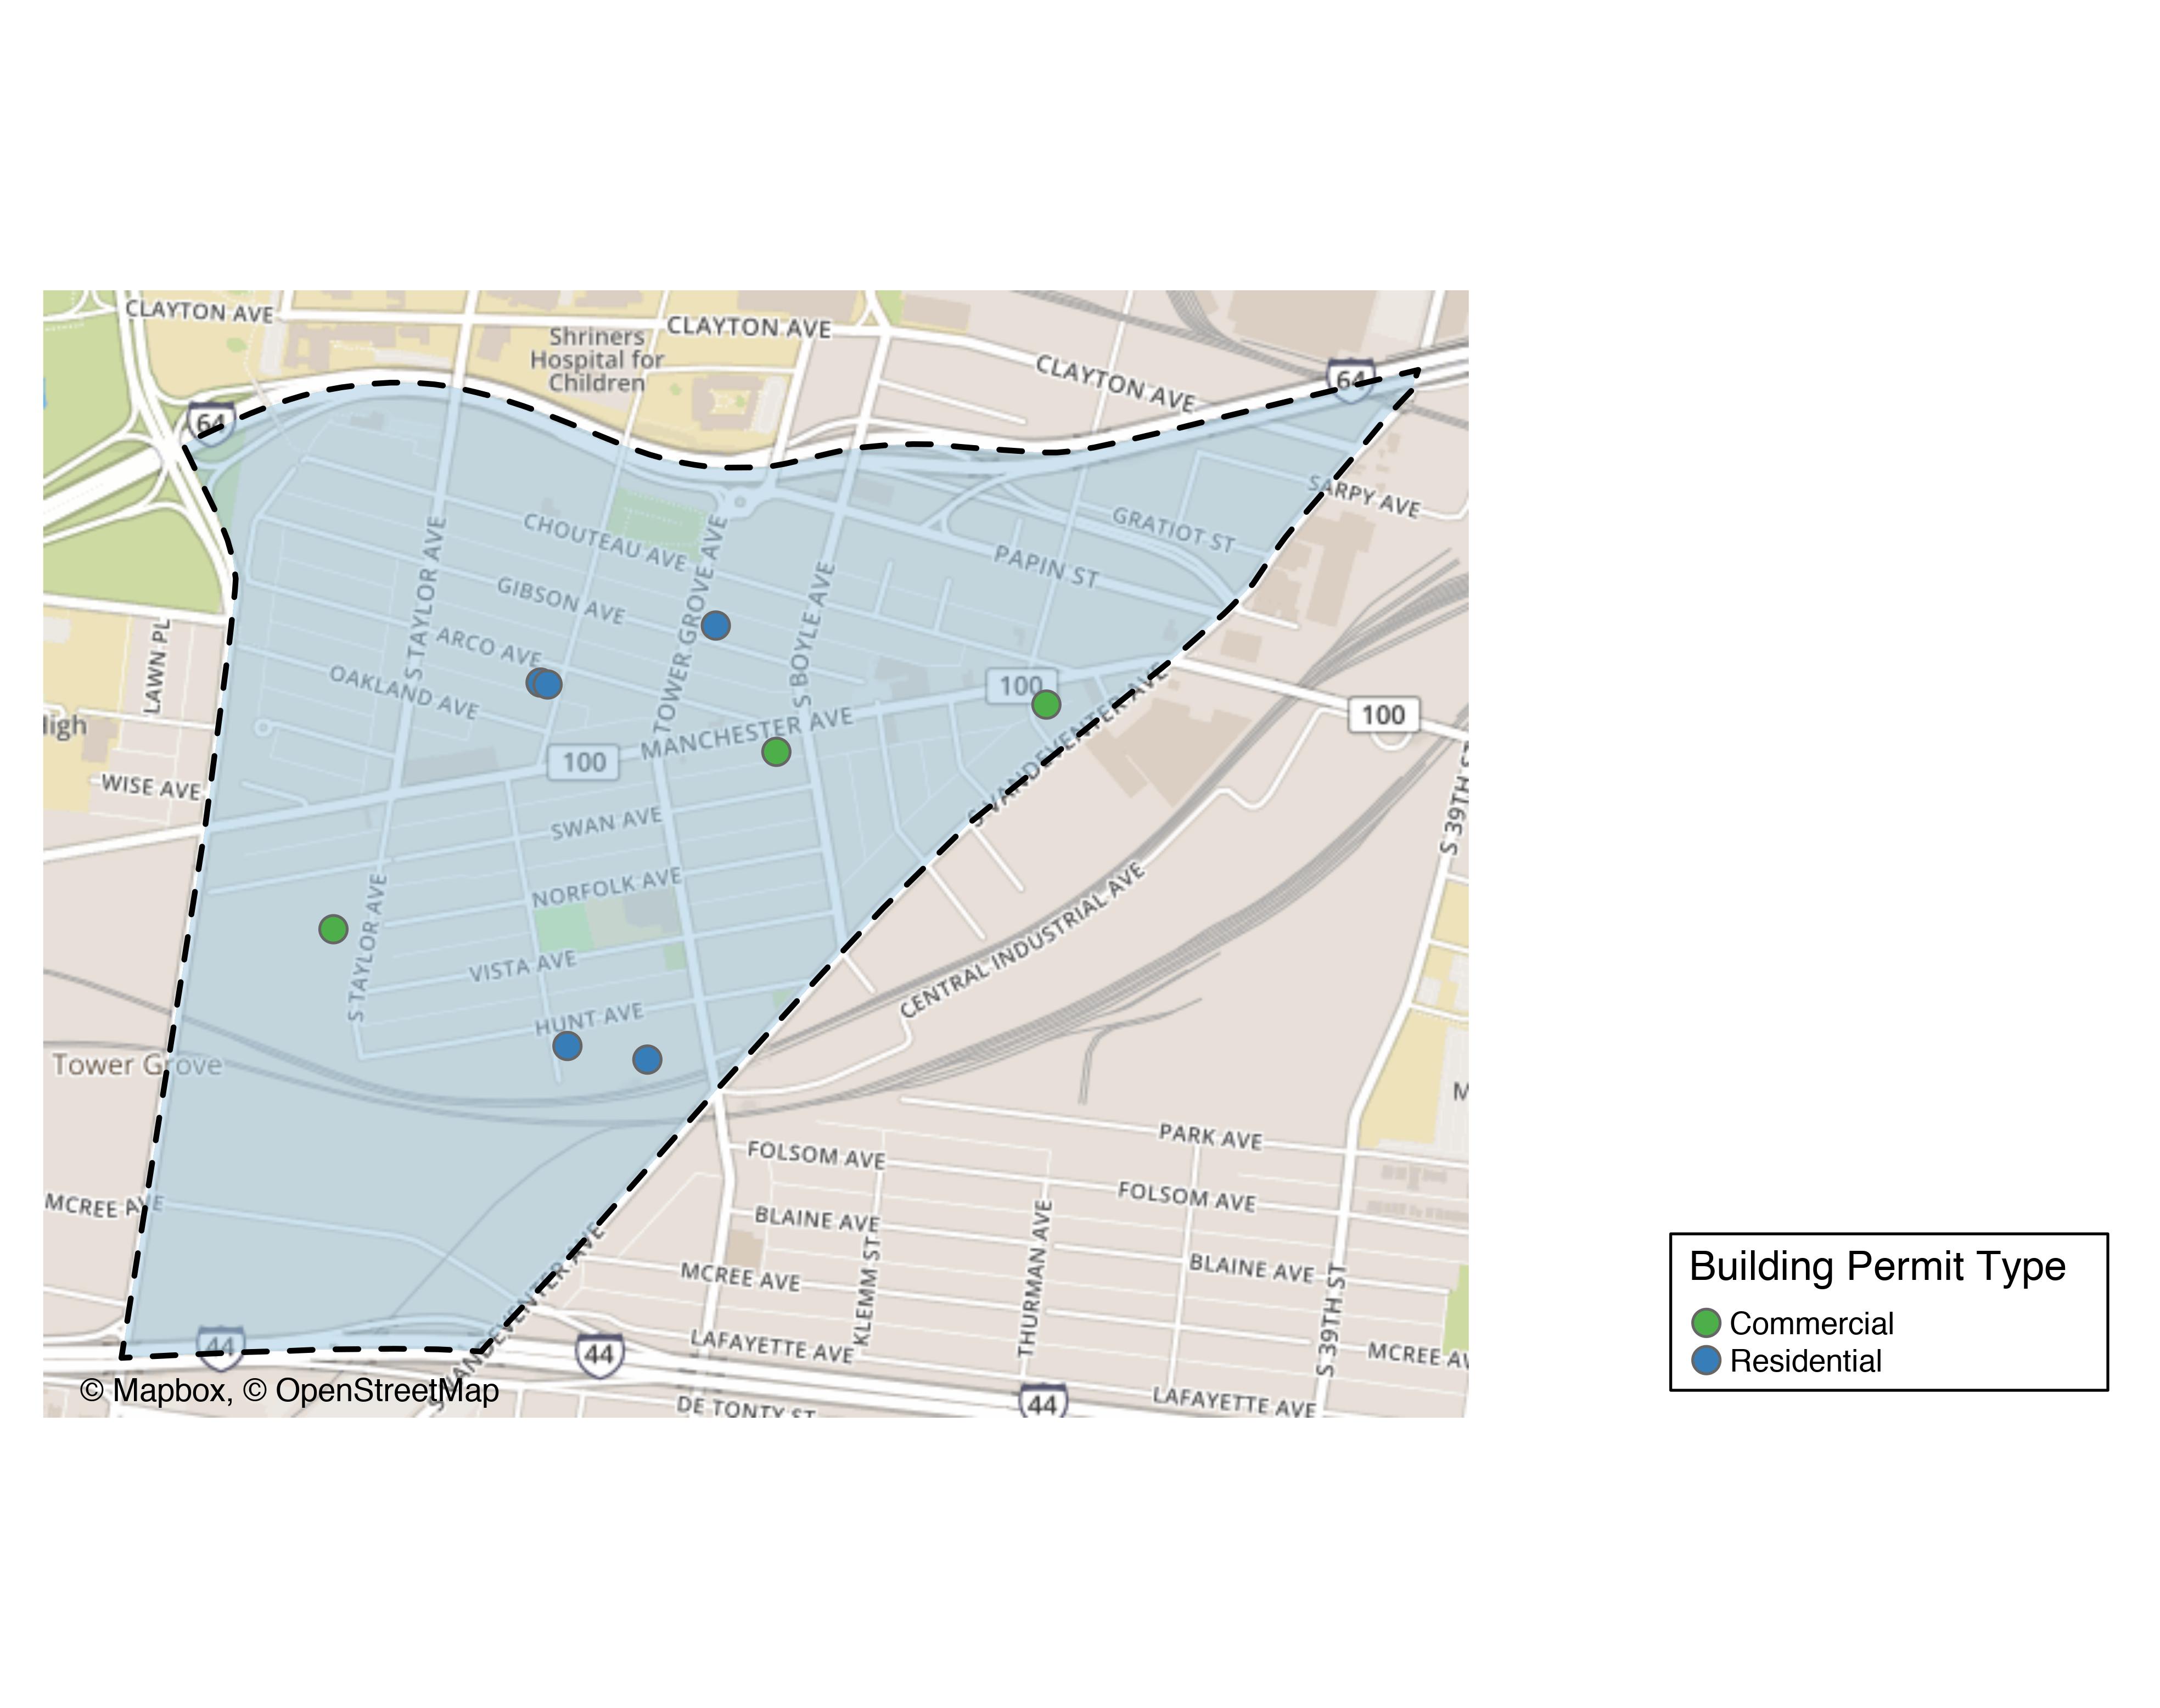 CLAYTON AVE
Shriners
Hospital for
Children
CLAYTON AVE
CLAYTON AVE
64
64
SARPY AVE
GRATIOT ST
PAPIN ST
CHOUTEAU AVE
GIBSON AVE
ARCO AVE
OAKLAND AVE
S TAYLOR AVE
TOWER GROVE AVE
S BOYLE AVE
LAWN PL
High
WISE AVE
100
100
100
MANCHESTER AVE
S VANDEVENTER AVE
S 39TH ST
SWAN AVE
NORFOLK AVE
S TAYLOR AVE
VISTA AVE
HUNT AVE
CENTRAL INDUSTRIAL AVE
Tower Grove
M
PARK AVE
FOLSOM AVE
FOLSOM AVE
MCREE AVE
BLAINE AVE
BLAINE AVE
KLEMM ST
THURMAN AVE
S 39TH ST
MCREE AVE
S VANDEVENTER AVE
LAFAYETTE AVE
MCREE AV
44
44
44
LAFAYETTE AVE
DE TONTY ST
© Mapbox, © OpenStreetMap
Building Permit Type
Commercial
Residential